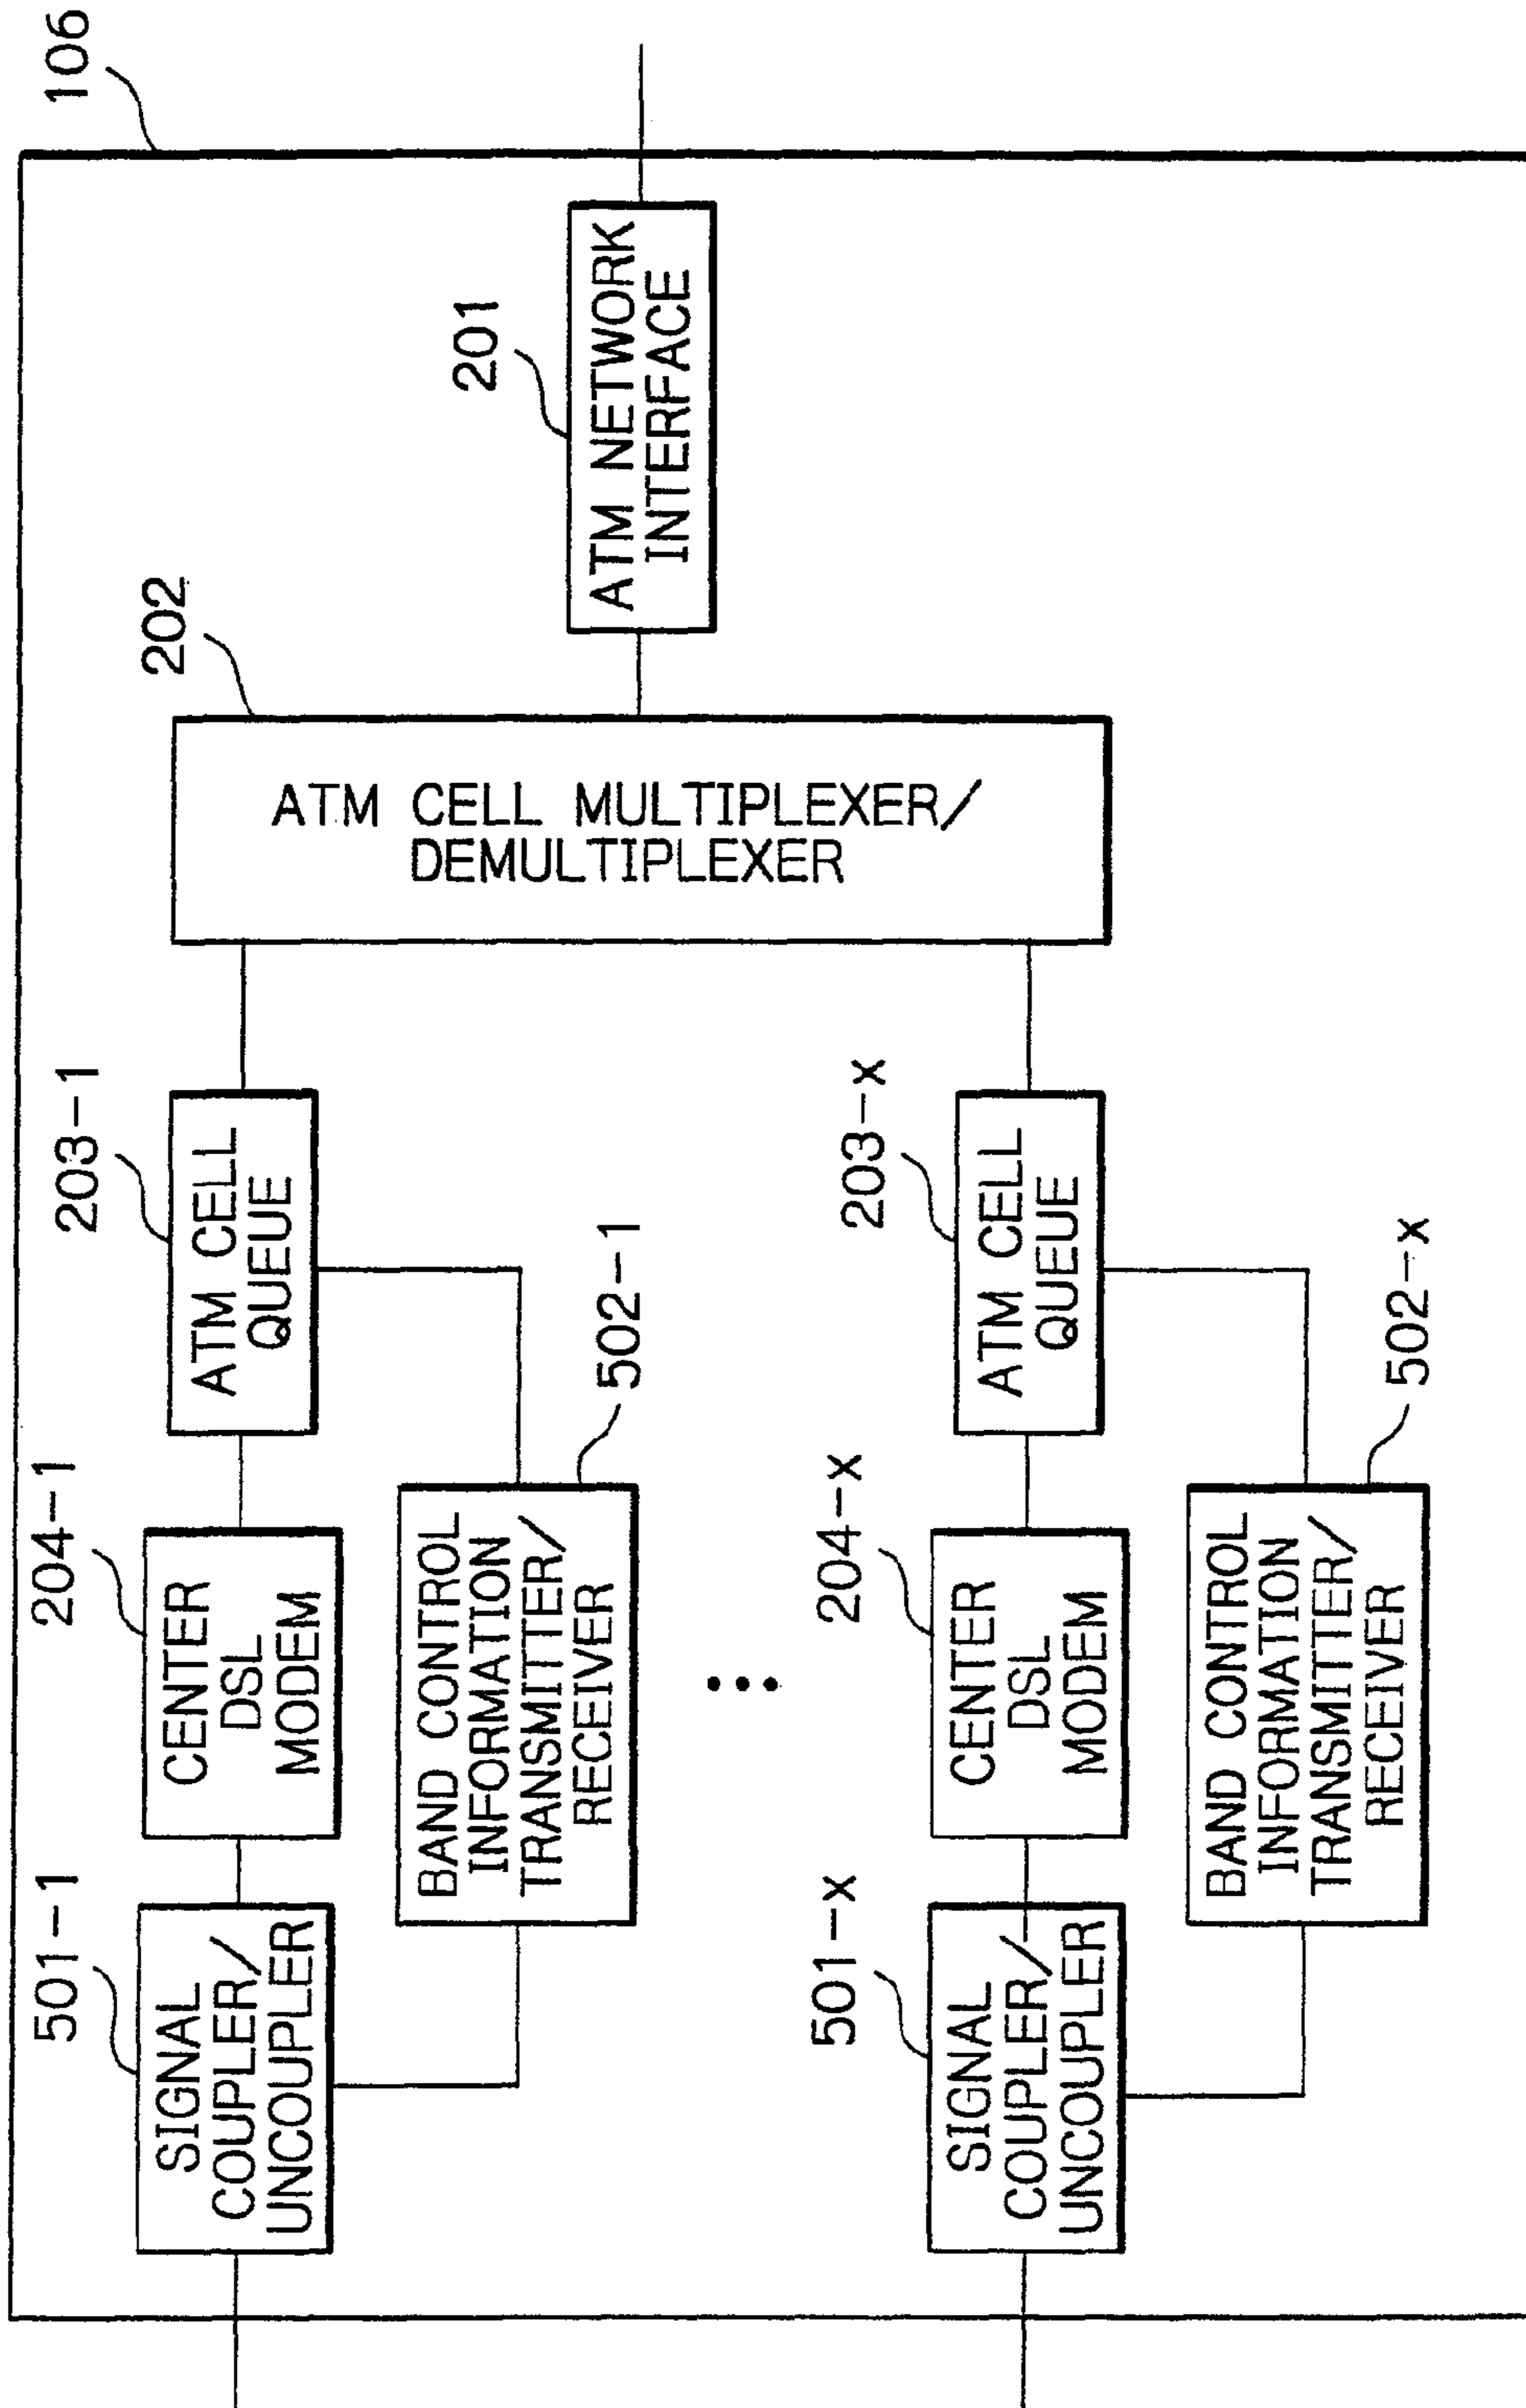 106
501-1
SIGNAL
COUPLER/
UNCOUPLER
204-1
CENTER
DSL
MODEM
203-1
ATM CELL
QUEUE
202
ATM CELL MULTIPLEXER/
DEMULTIPLEXER
201
ATM NETWORK
INTERFACE
BAND CONTROL
INFORMATION
TRANSMITTER/
RECEIVER
502-1
501-x
SIGNAL
COUPLER/
UNCOUPLER
204-x
CENTER
DSL
MODEM
203-x
ATM CELL
QUEUE
BAND CONTROL
INFORMATION
TRANSMITTER/
RECEIVER
502-x